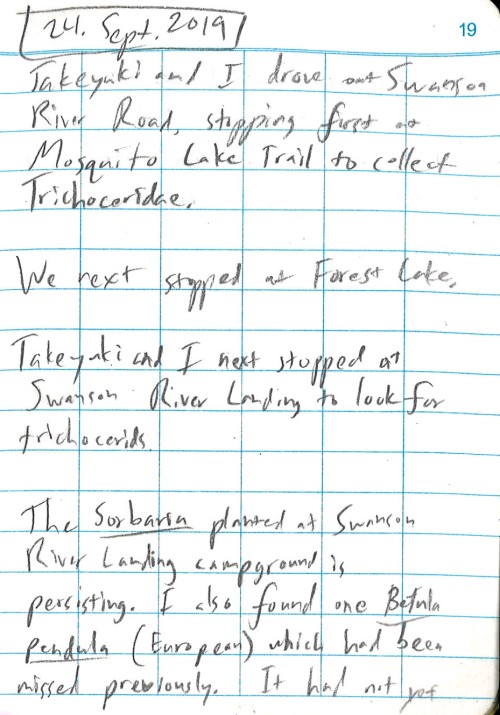 24. Sept. 2019
19
Takeyuki and I drove out Swanson
River Road, stopping first at
Mosquito Lake Trail to collect
Trichoceridae.
We next stopped at Forest Lake.
Takeyuki and I next stopped at
Swanson River Landing to look for
trichocerids.
The Sorbaria planted at Swanson
River Landing campground is
persisting. I also found one Betula
pendula (European) which had been
missed previously. It had not yet